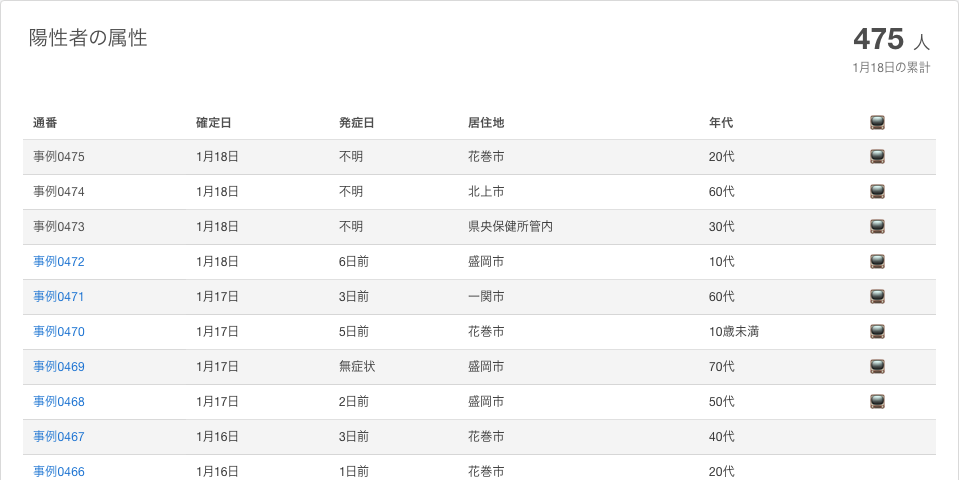 陽性者の属性
475 人
1月18日の累計
通番 確定日 発症日 居住地 年代
事例0475 1月18日 不明 花巻市 20代
事例0474 1月18日 不明 北上市 60代
事例0473 1月18日 不明 県央保健所管内 30代
事例0472 1月18日 6日前 盛岡市 10代
事例0471 1月17日 3日前 一関市 60代
事例0470 1月17日 5日前 花巻市 10歳未満
事例0469 1月17日 無症状 盛岡市 70代
事例0468 1月17日 2日前 盛岡市 50代
事例0467 1月16日 3日前 花巻市 40代
事例0466 1月16日 1日前 花巻市 20代